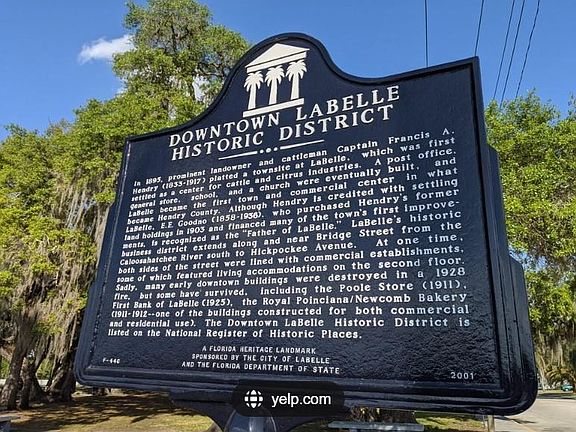 DOWNTOWN LABELLE
HISTORIC DISTRICT
In 1893, prominent landowner and cattleman Captain Francis A.
Hendry (1833-1917) platted a townsite at LaBelle, which was first
settled as a center for cattle and citrus industries. A post office,
general store, school, and a church were eventually built, and
LaBelle became the first town and commercial center in what
became Hendry County. Although Hendry is credited with settling
LaBelle, E.E. Goodno (1858-1936), who purchased Hendry's former
land holdings in 1903 and financed many of the town's first improve-
ments, is recognized as the "Father of LaBelle." LaBelle's historic
business district extends along and near Bridge Street from the
Caloosahatchee River south to Hickpochee Avenue. At one time,
both sides of the street were lined with commercial establishments,
some of which featured living accommodations on the second floor.
Sadly, many early downtown buildings were destroyed in a 1928
fire, but some have survived, including the Poole Store (1911),
First Bank of LaBelle (1925), the Royal Poinciana/Newcomb Bakery
(1911-1912--one of the buildings constructed for both commercial
and residential use). The Downtown LaBelle Historic District is
listed on the National Register of Historic Places.
A FLORIDA HERITAGE LANDMARK
SPONSORED BY THE CITY OF LABELLE
AND THE FLORIDA DEPARTMENT OF STATE
F-446
2001
yelp.com